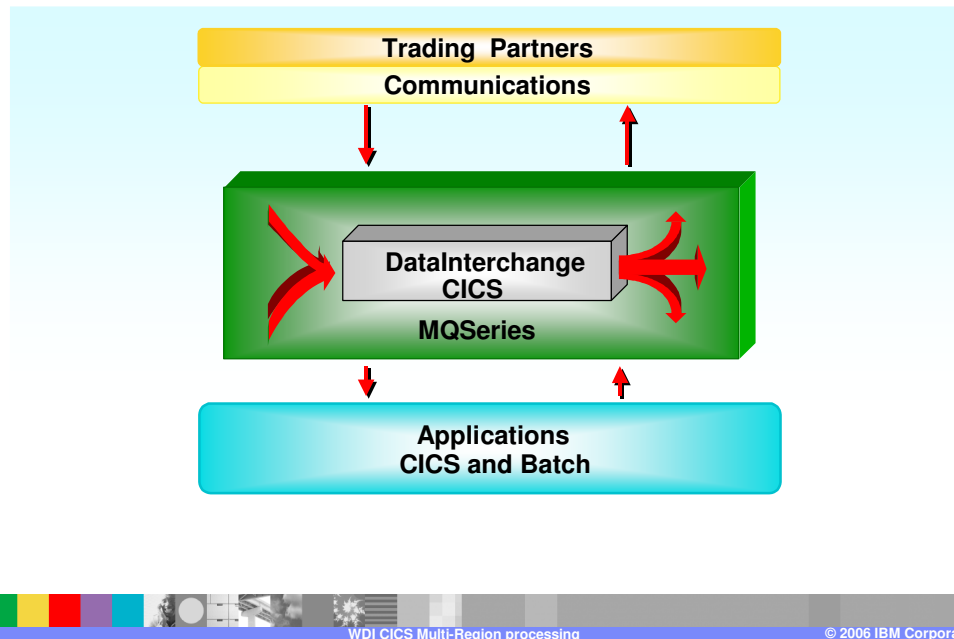 Trading Partners
Communications
DataInterchange
CICS
MQSeries
Applications
CICS and Batch
WDI CICS Multi-Region processing
© 2006 IBM Corpora